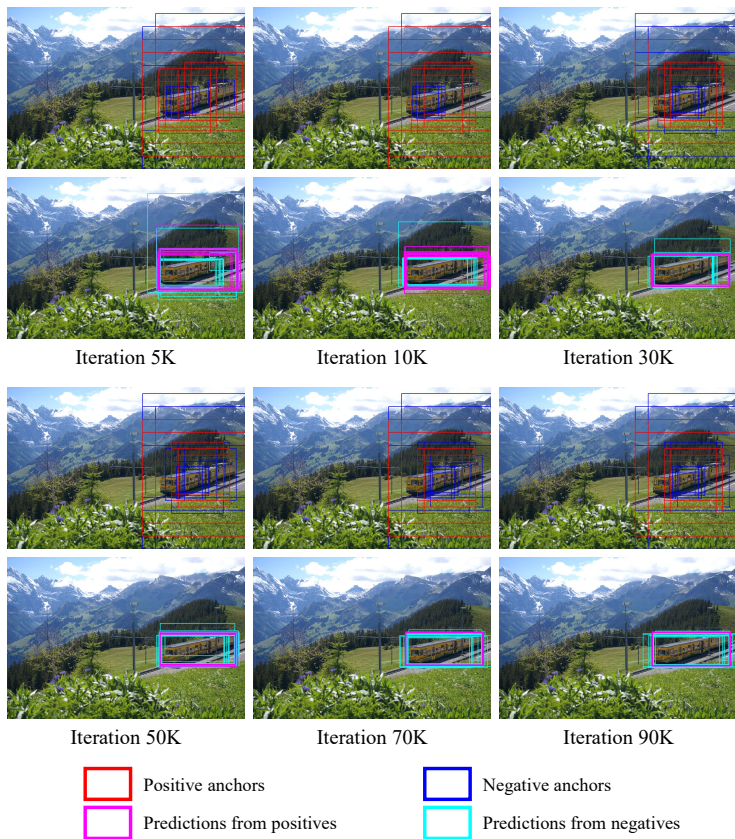 Iteration 5K
Iteration 10K
Iteration 30K
Iteration 50K
Iteration 70K
Iteration 90K
Positive anchors
Negative anchors
Predictions from positives
Predictions from negatives